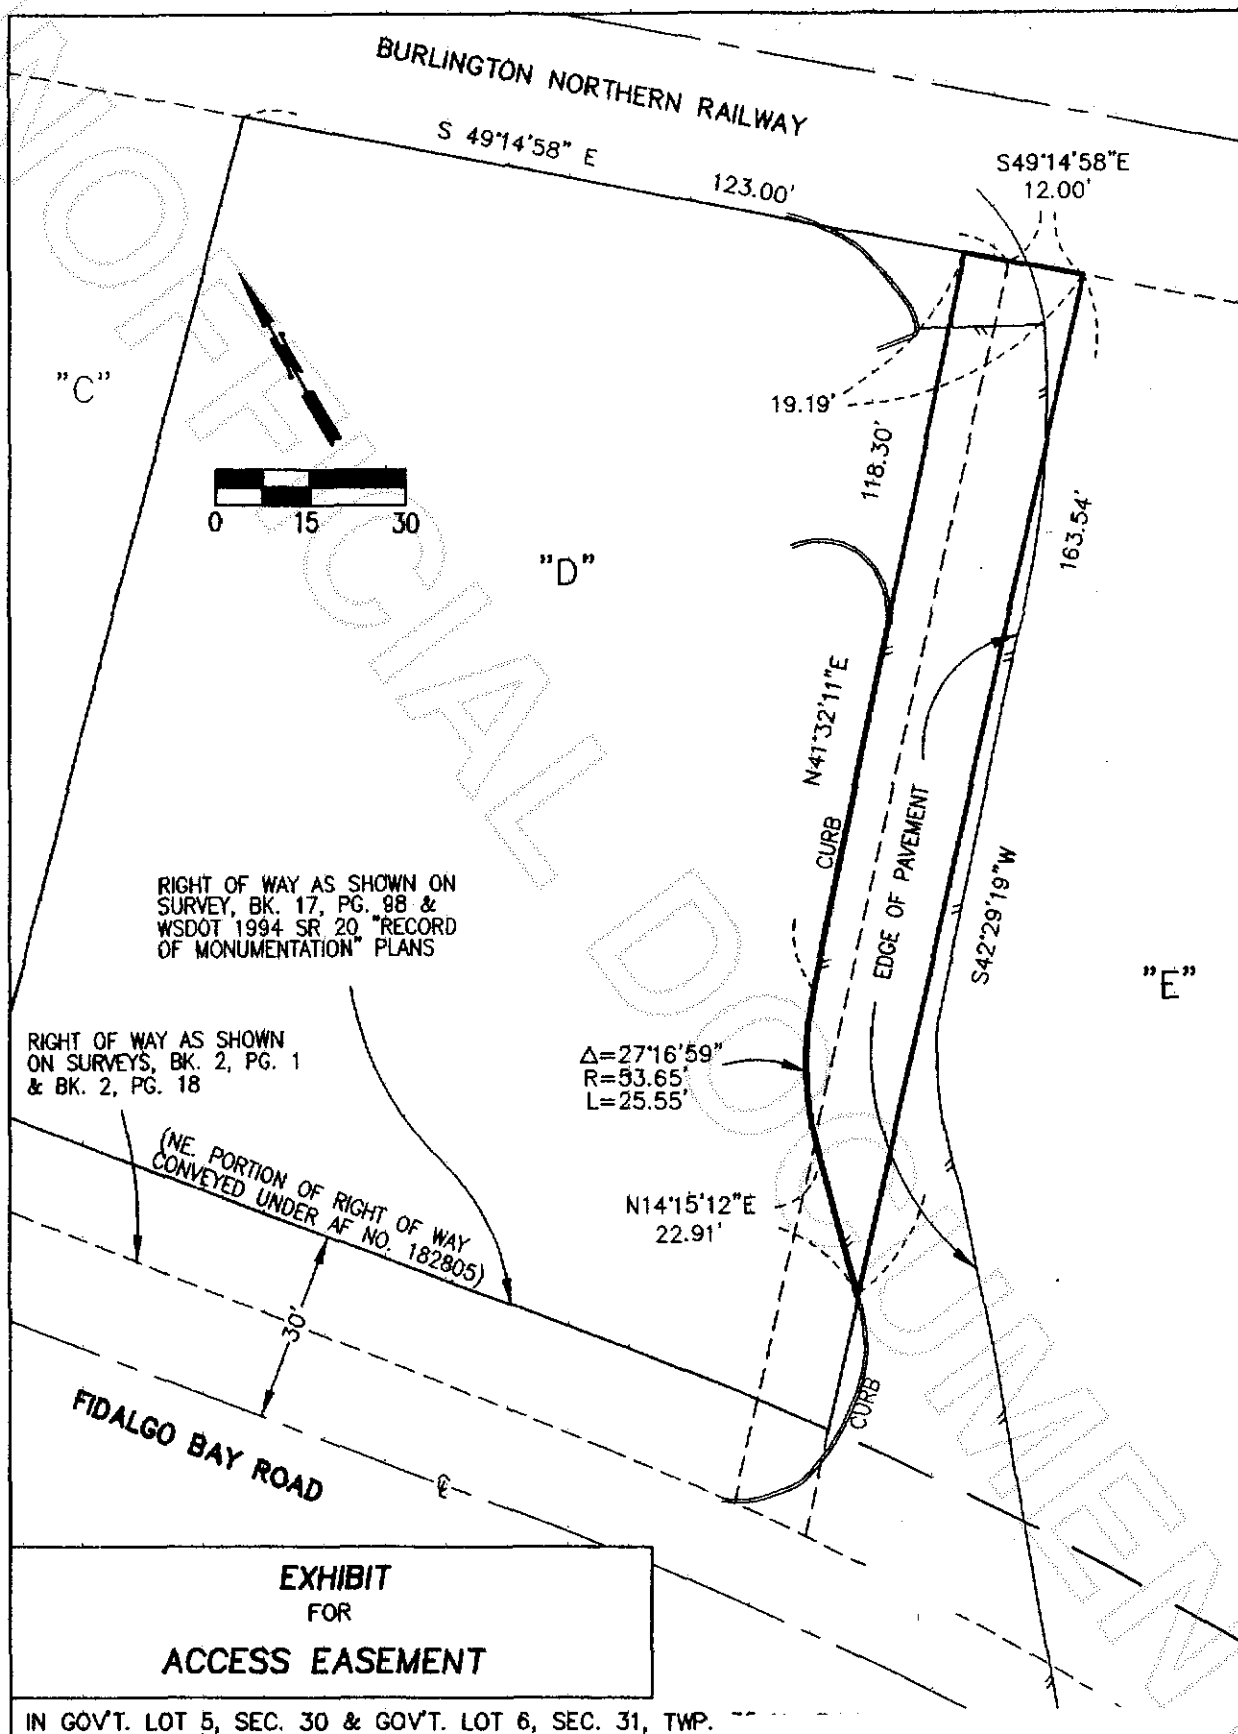 BURLINGTON NORTHERN RAILWAY
S 49°14'58" E
123.00'
S49°14'58"E
12.00'
"C"
19.19'
118.30'
0 15 30
"D"
163.54'
N41°32'11"E
CURB
EDGE OF PAVEMENT
S42°29'19"W
RIGHT OF WAY AS SHOWN ON
SURVEY, BK. 17, PG. 98 &
WSDOT 1994 SR 20 "RECORD
OF MONUMENTATION" PLANS
"E"
RIGHT OF WAY AS SHOWN
ON SURVEYS, BK. 2, PG. 1
& BK. 2, PG. 18
Δ=27°16'59"
R=53.65'
L=25.55'
(NE. PORTION OF RIGHT OF WAY
CONVEYED UNDER AF NO. 182805)
N14°15'12"E
22.91'
30'
CURB
FIDALGO BAY ROAD
℄
EXHIBIT
FOR
ACCESS EASEMENT
IN GOV'T. LOT 5, SEC. 30 & GOV'T. LOT 6, SEC. 31, TWP.
UNOFFICIAL DOCUMENT